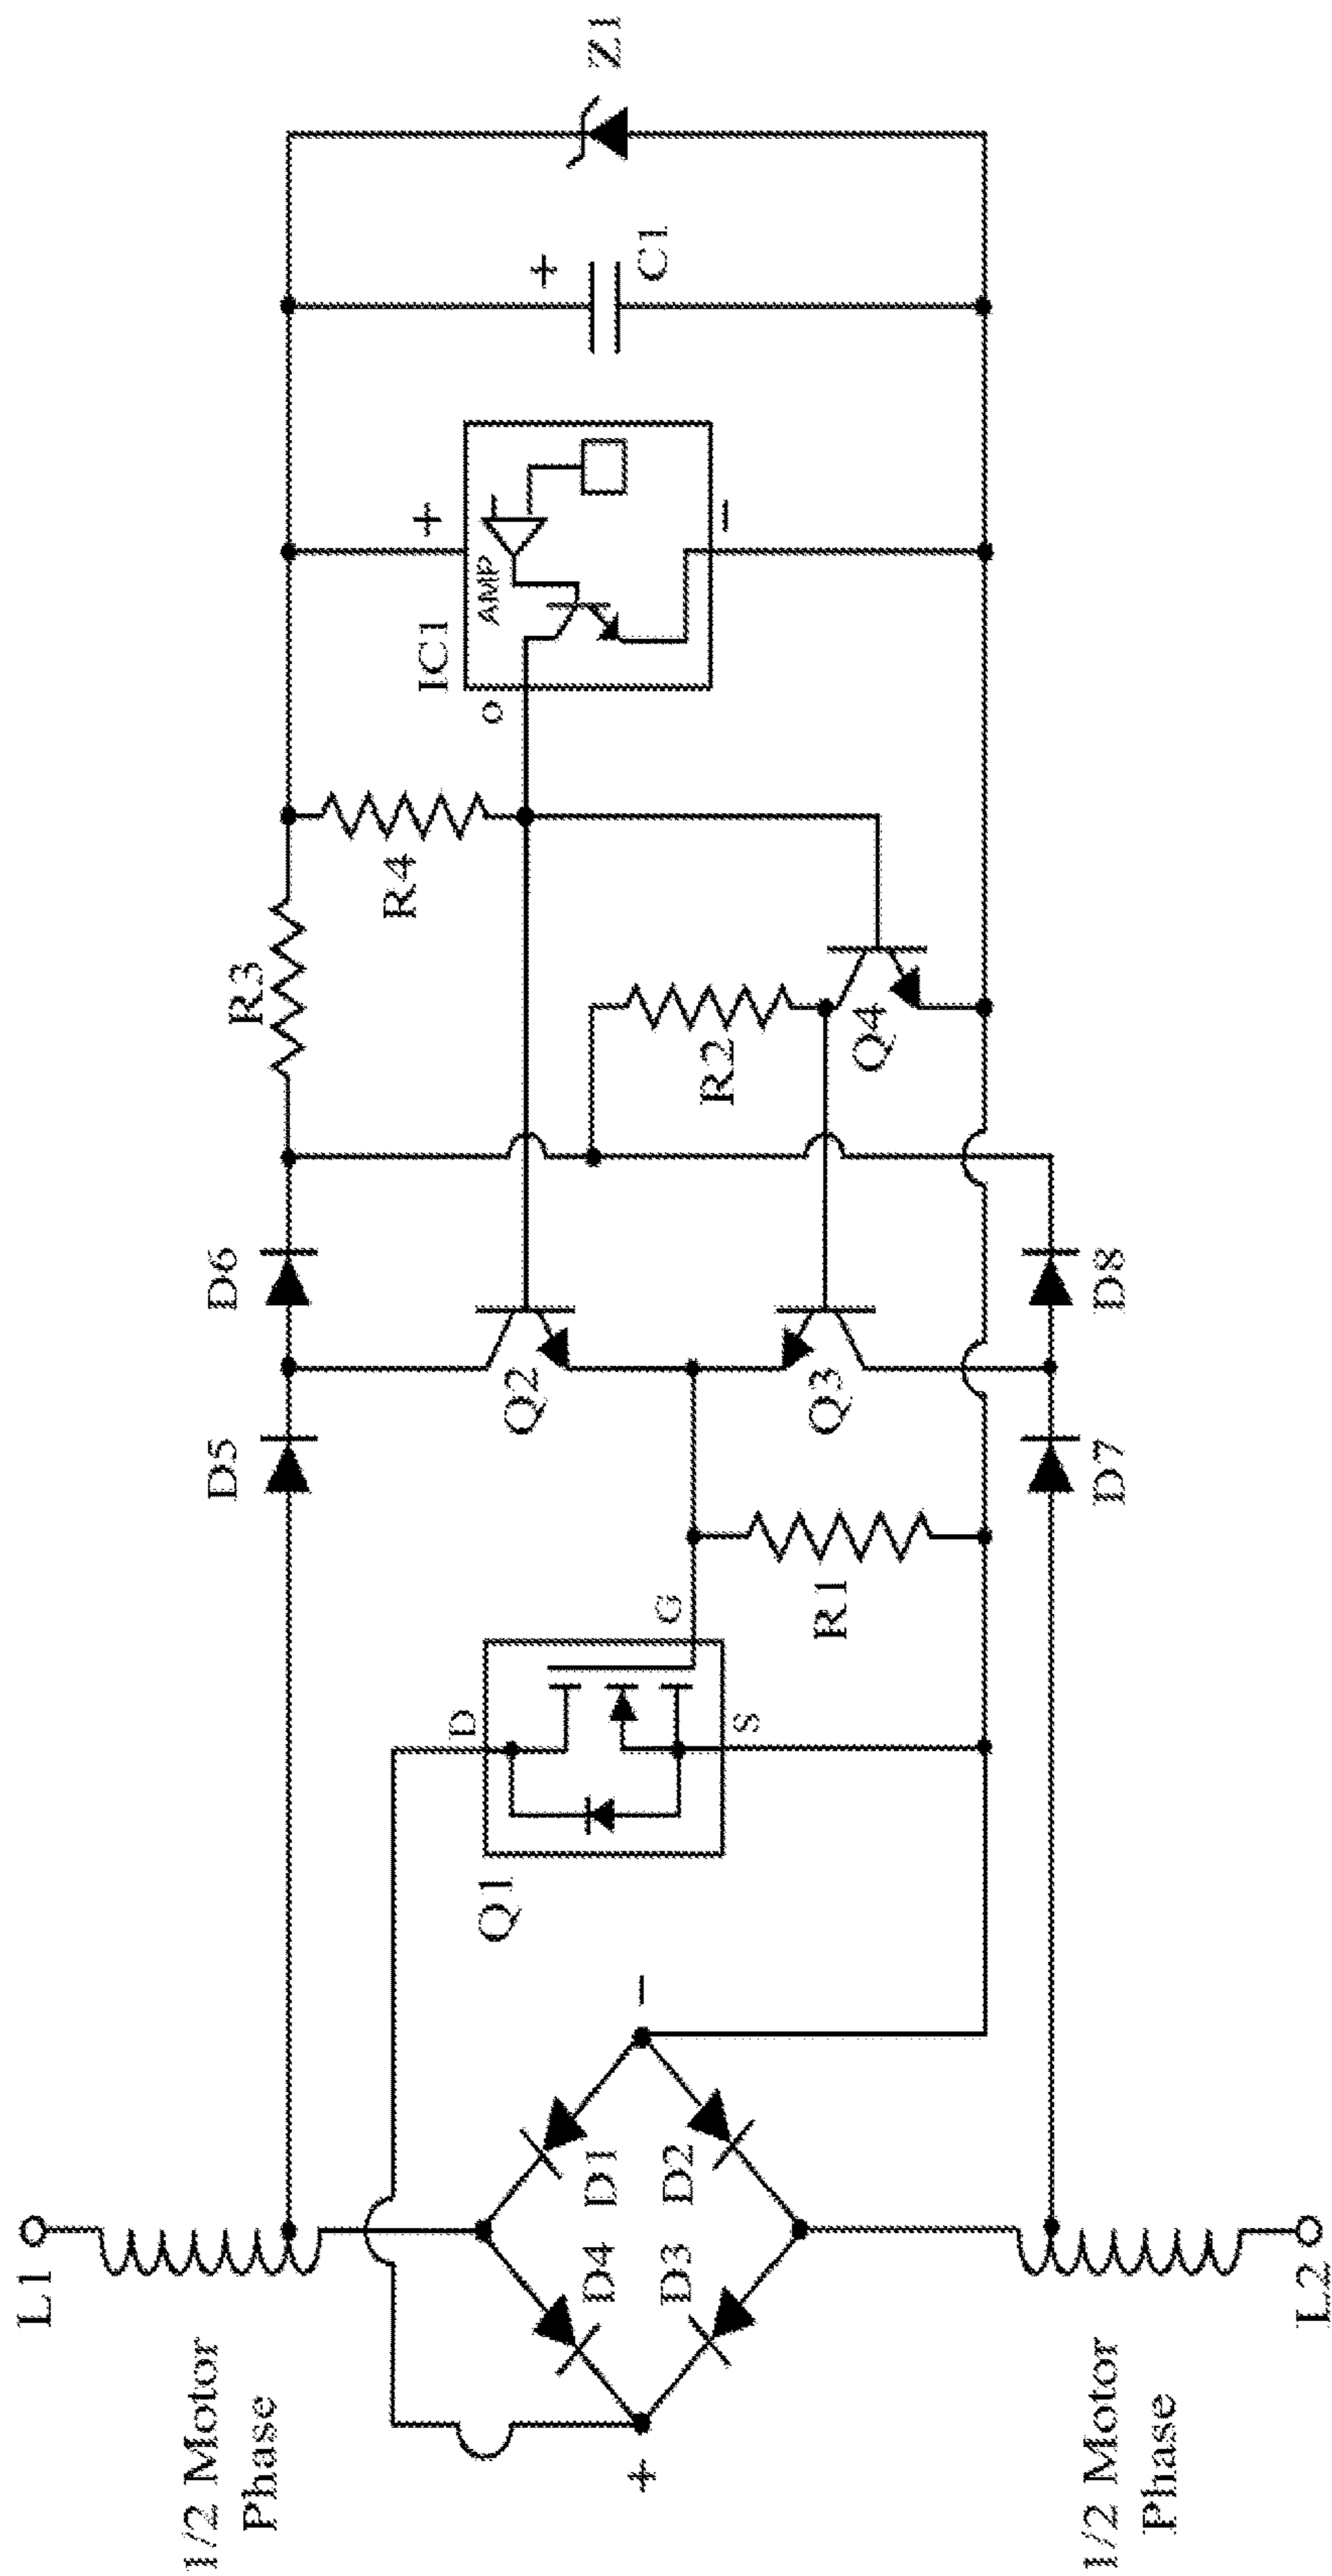 L1
1/2 Motor
Phase
D5
D6
R3
R4
IC1
AMP
+
O
+
C1
Z1
Q1
D
G
S
Q2
R2
Q4
Q3
R1
D4
D1
D3
D2
+
−
−
D7
D8
L2
1/2 Motor
Phase